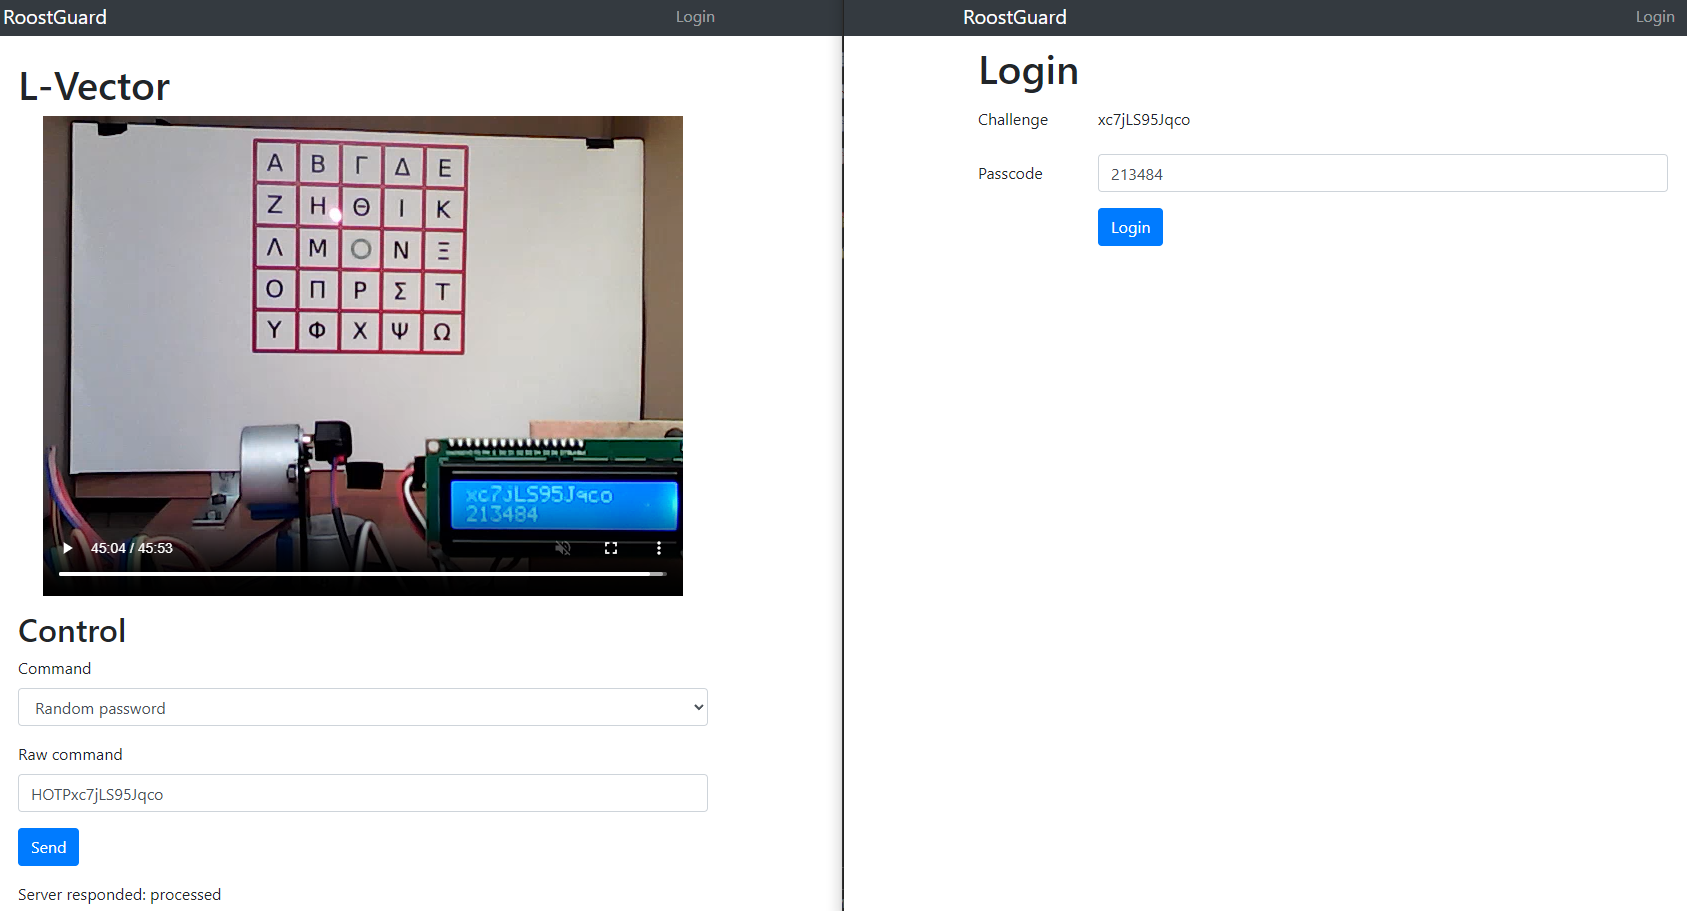 RoostGuard Login
L-Vector
Α Β Γ Δ Ε
Ζ Η Θ Ι Κ
Λ Μ Ν Ξ
Ο Π Ρ Σ Τ
Υ Φ Χ Ψ Ω
xc7jLS95Jqco
213484
45:04 / 45:53
Control
Command
Random password
Raw command
HOTPxc7jLS95Jqco
Send
Server responded: processed
RoostGuard Login
Login
Challenge xc7jLS95Jqco
Passcode 213484
Login